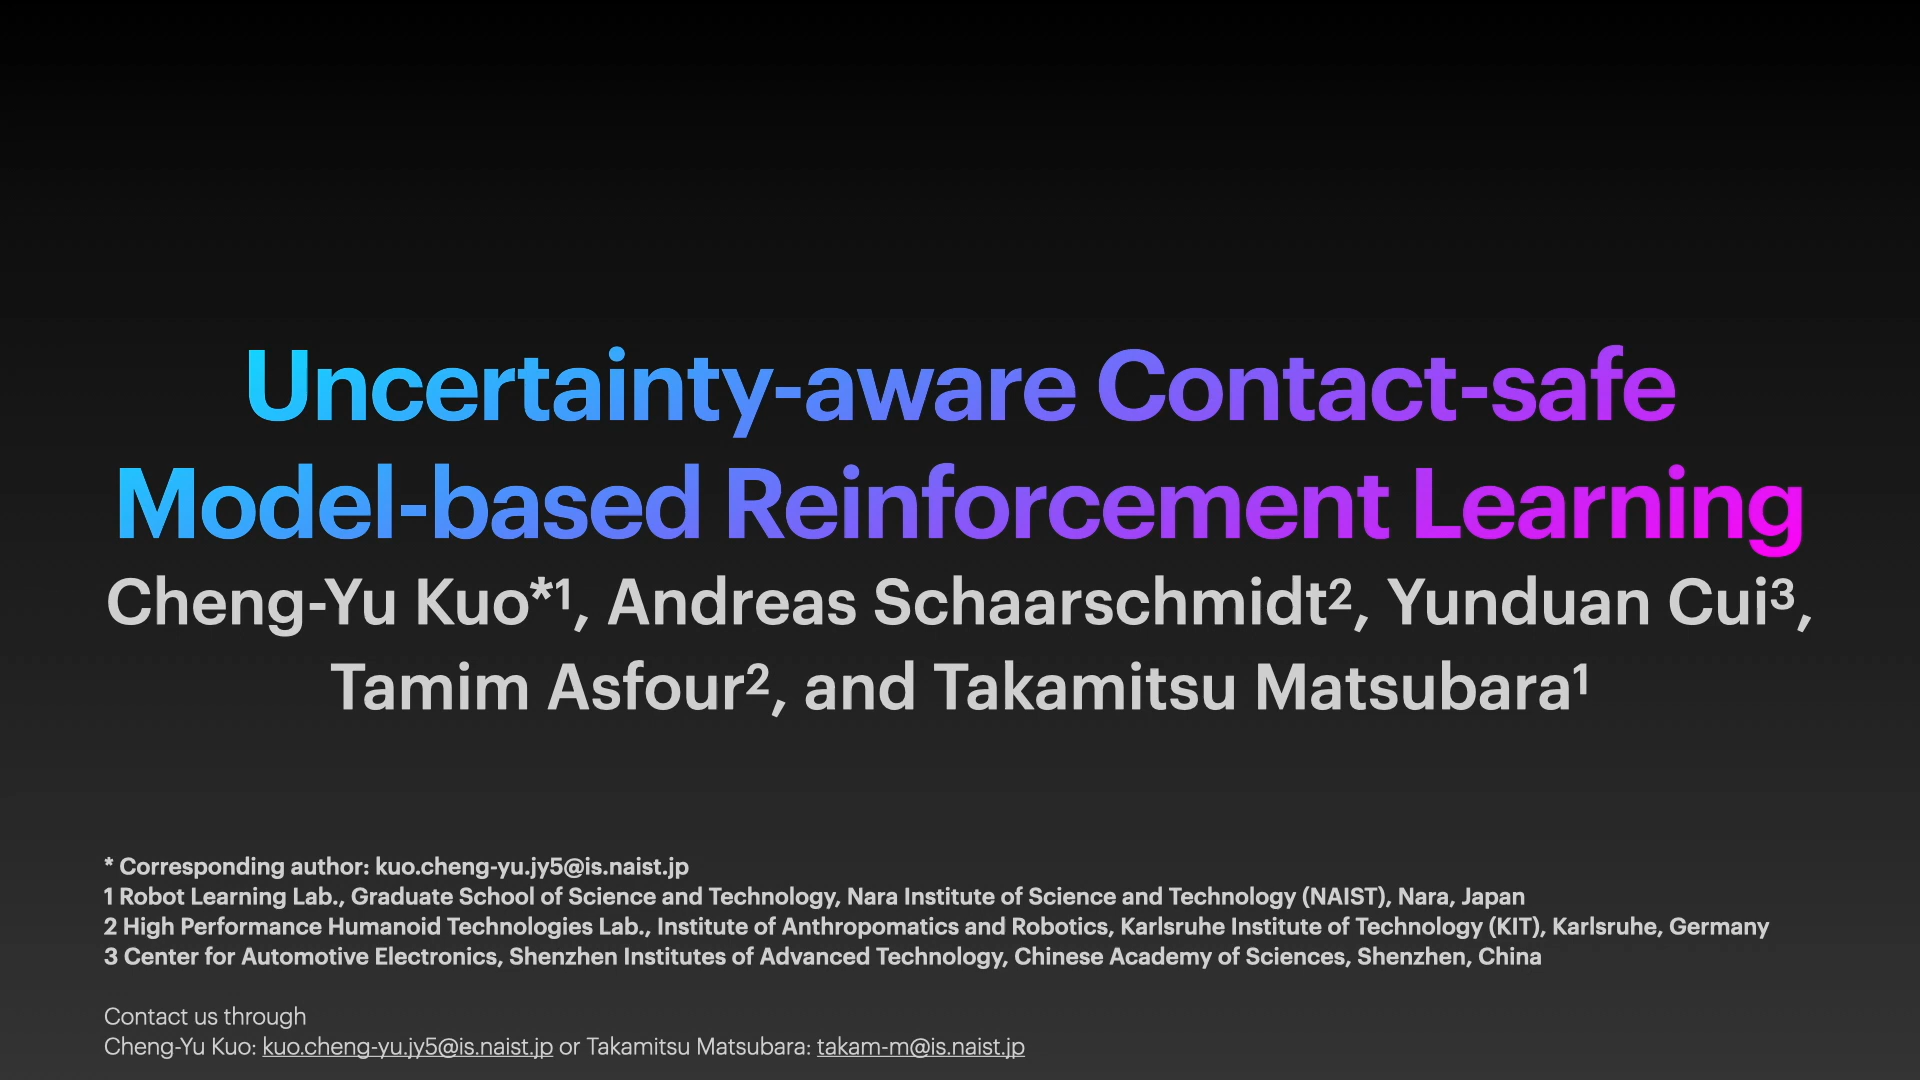 Uncertainty-aware Contact-safe
Model-based Reinforcement Learning
Cheng-Yu Kuo*¹, Andreas Schaarschmidt², Yunduan Cui³,
Tamim Asfour², and Takamitsu Matsubara¹
* Corresponding author: kuo.cheng-yu.jy5@is.naist.jp
1 Robot Learning Lab., Graduate School of Science and Technology, Nara Institute of Science and Technology (NAIST), Nara, Japan
2 High Performance Humanoid Technologies Lab., Institute of Anthropomatics and Robotics, Karlsruhe Institute of Technology (KIT), Karlsruhe, Germany
3 Center for Automotive Electronics, Shenzhen Institutes of Advanced Technology, Chinese Academy of Sciences, Shenzhen, China
Contact us through
Cheng-Yu Kuo: kuo.cheng-yu.jy5@is.naist.jp or Takamitsu Matsubara: takam-m@is.naist.jp